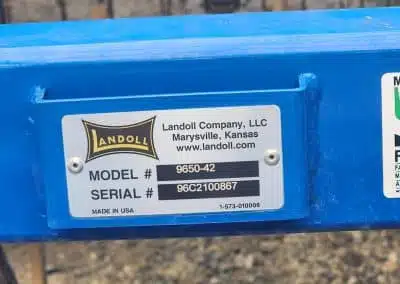 Landoll Company, LLC
Marysville, Kansas
www.landoll.com
LANDOLL
MODEL # 9650-42
SERIAL # 96C2100867
MADE IN USA 1-573-010006